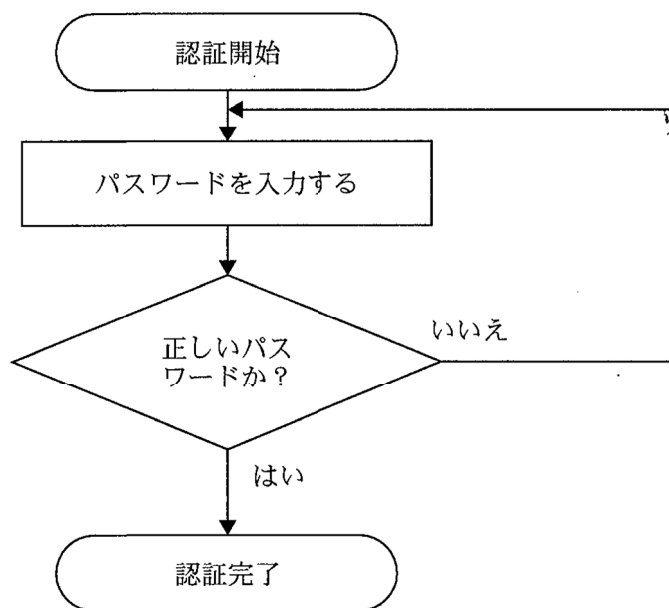 認証開始
パスワードを入力する
正しいパス
ワードか？
いいえ
はい
認証完了